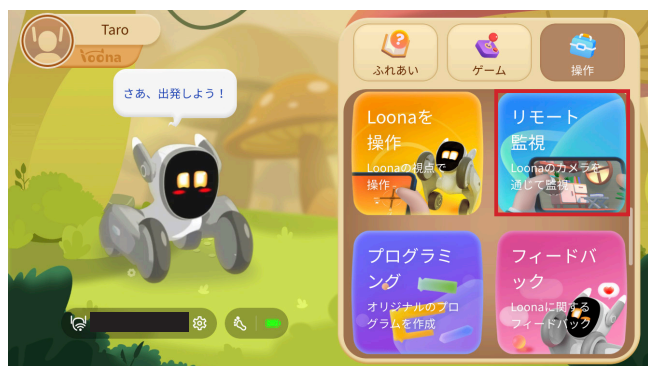 Taro
Loona
さあ、出発しよう！
ふれあい
ゲーム
操作
Loonaを
操作
Loonaの視点で
操作
リモート
監視
Loonaのカメラを
通して監視
プログラミ
ング
オリジナルのプロ
グラムを作成
フィードバ
ック
Loonaに関する
フィードバック